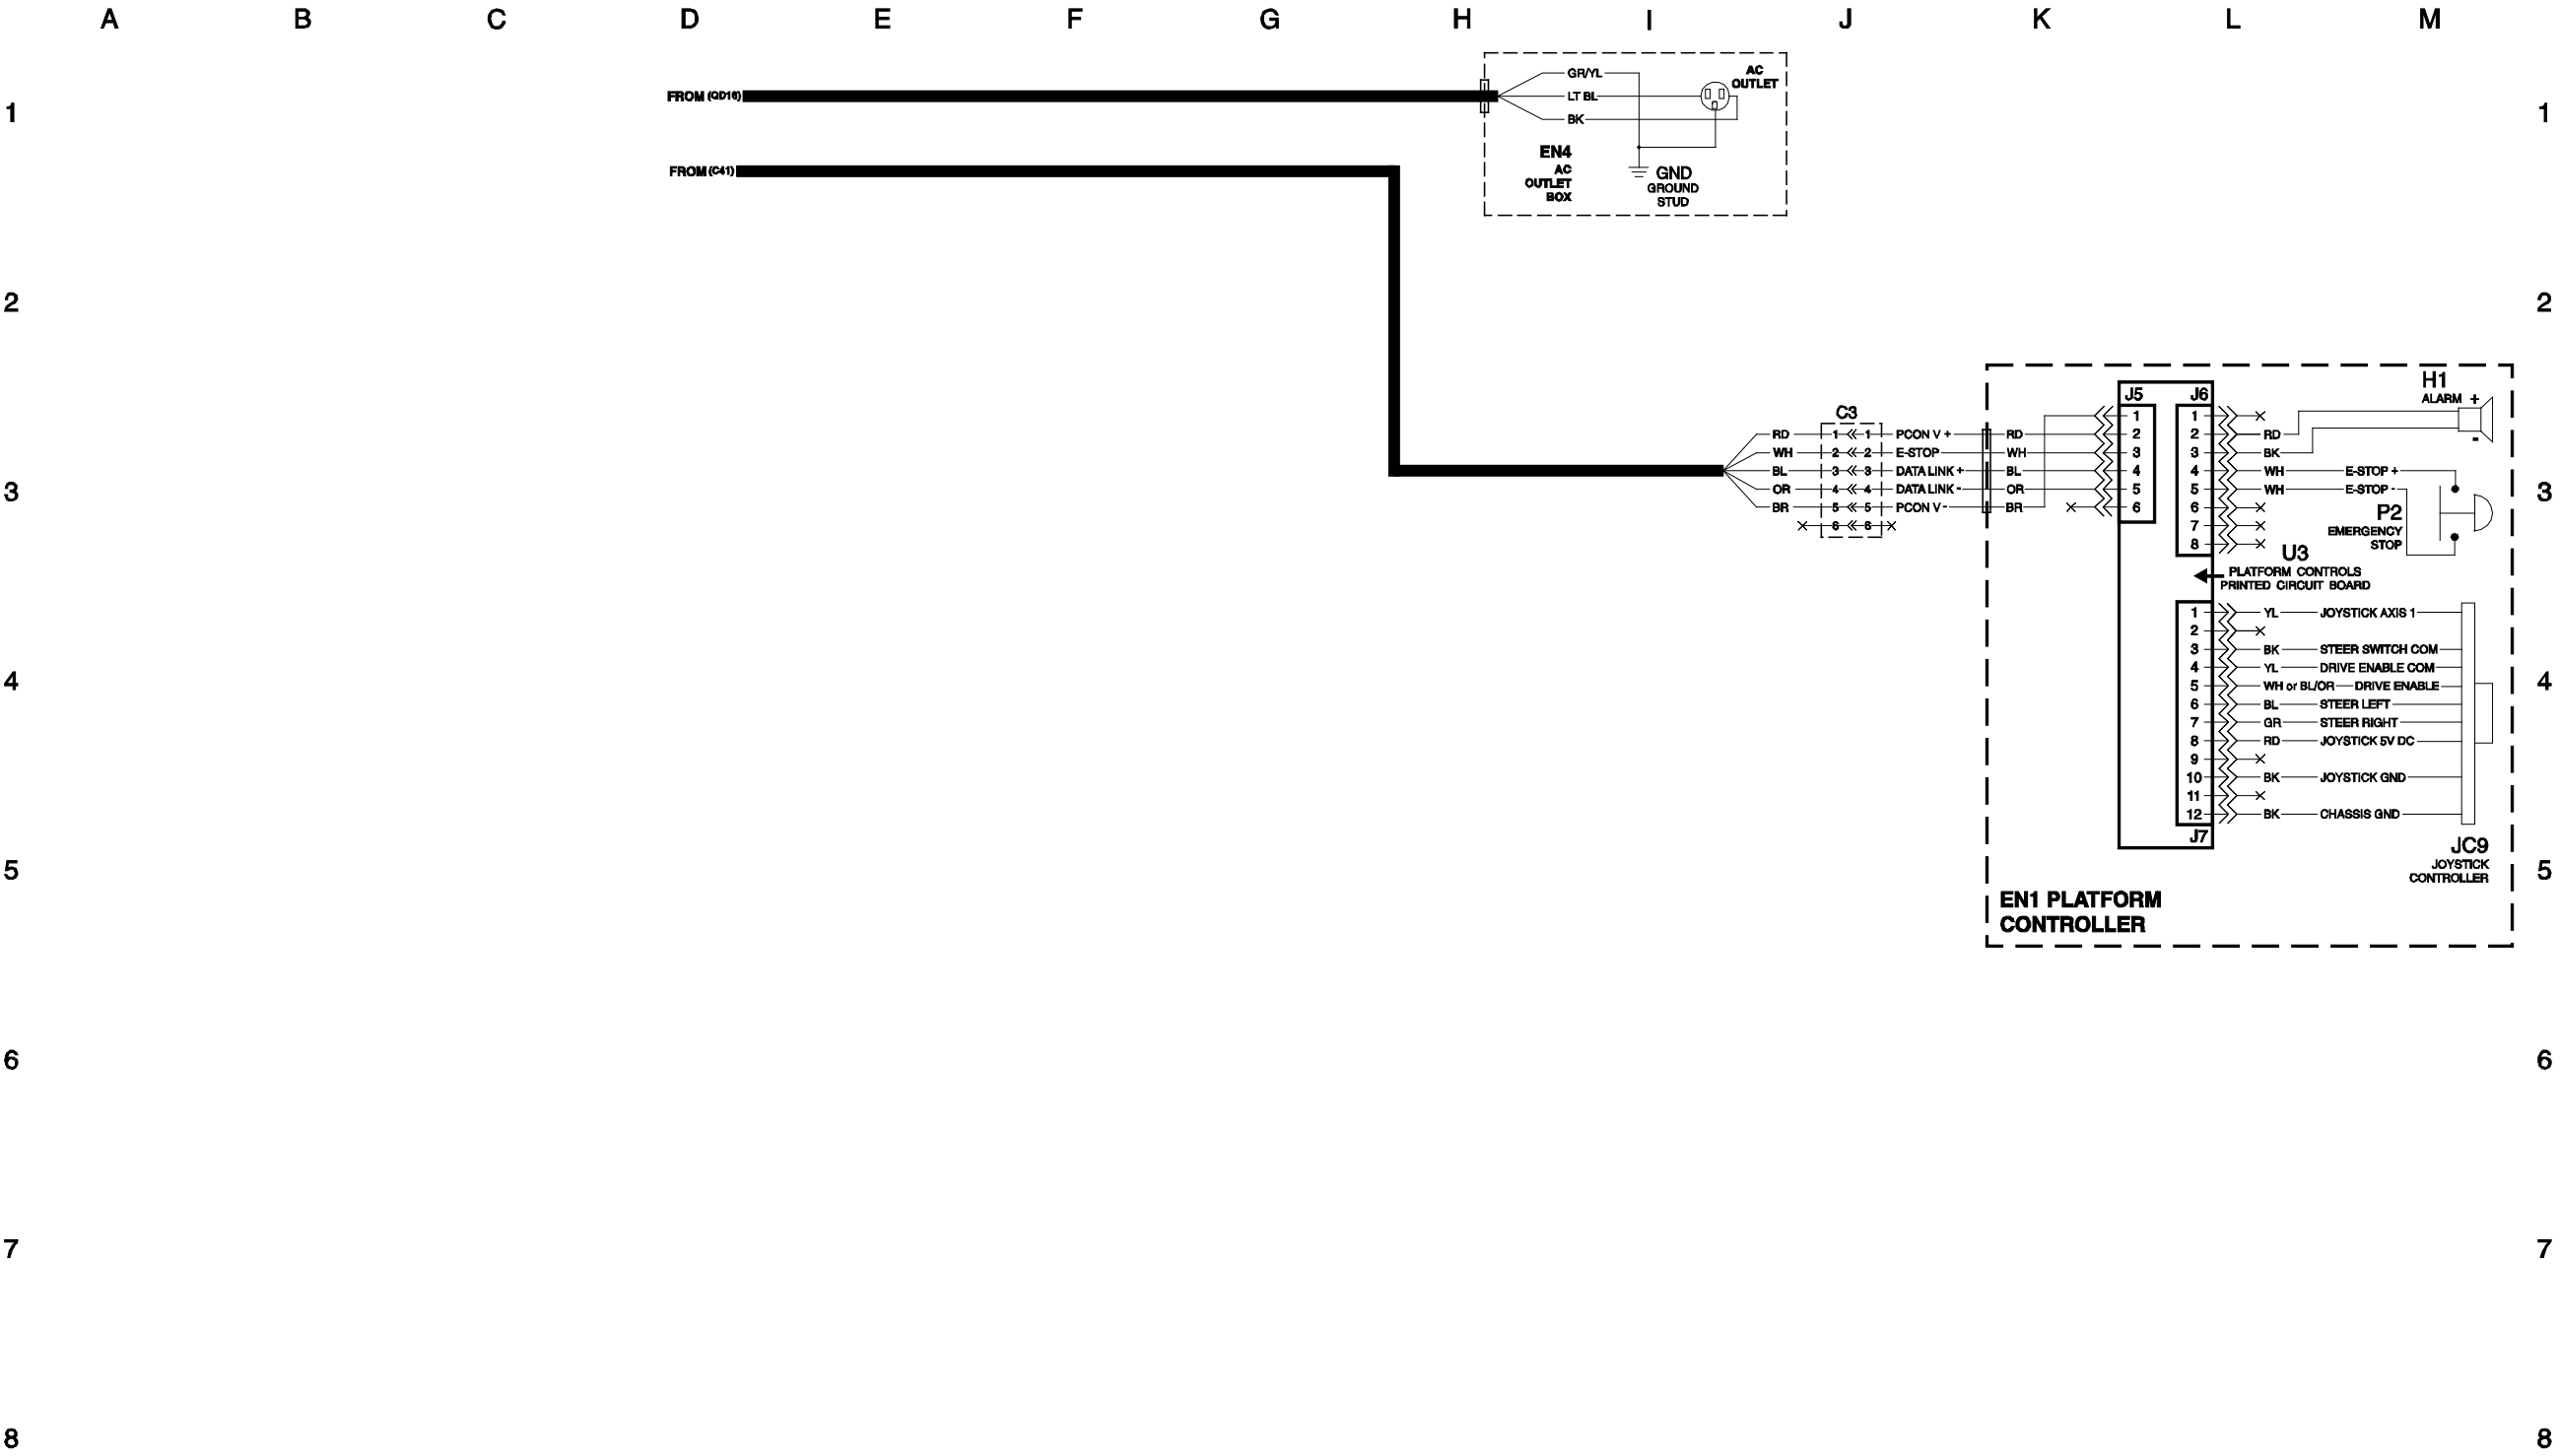 A B C D E F G H I J K L M
FROM (QD16)
GR/YL
LT BL
BK
AC
OUTLET
1 1
EN4
AC
OUTLET
BOX
GND
GROUND
STUD
FROM (C41)
2 2
C3
RD 1 1 PCON V + RD
WH 2 2 E-STOP WH
BL 3 3 DATA LINK + BL
OR 4 4 DATA LINK - OR
BR 5 5 PCON V - BR
6 6
J5
1
2
3
4
5
6
J6
1
2 RD
3 BK
4 WH E-STOP +
5 WH E-STOP -
6
7
8
H1
ALARM +
-
3 3
P2
EMERGENCY
STOP
U3
PLATFORM CONTROLS
PRINTED CIRCUIT BOARD
1 YL JOYSTICK AXIS 1
2
3 BK STEER SWITCH COM
4 YL DRIVE ENABLE COM
5 WH or BL/OR DRIVE ENABLE
6 BL STEER LEFT
7 GR STEER RIGHT
8 RD JOYSTICK 5V DC
9
10 BK JOYSTICK GND
11
12 BK CHASSIS GND
J7
4 4
JC9
JOYSTICK
CONTROLLER
5 5
EN1 PLATFORM
CONTROLLER
6 6
7 7
8 8